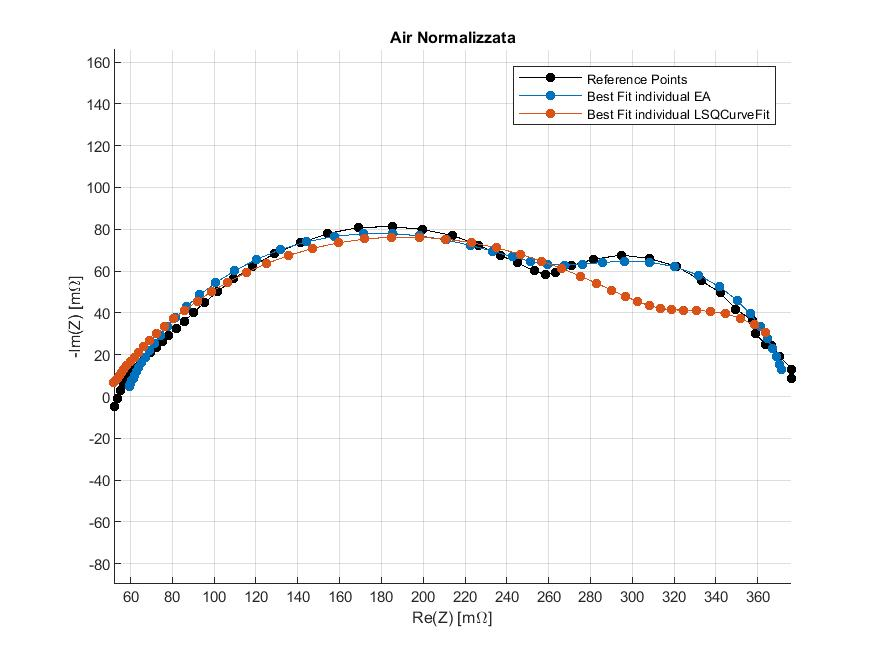 Air Normalizzata
Reference Points
Best Fit individual EA
Best Fit individual LSQCurveFit
160
140
120
100
80
60
40
20
0
-20
-40
-60
-80
-Im(Z) [mΩ]
60 80 100 120 140 160 180 200 220 240 260 280 300 320 340 360
Re(Z) [mΩ]